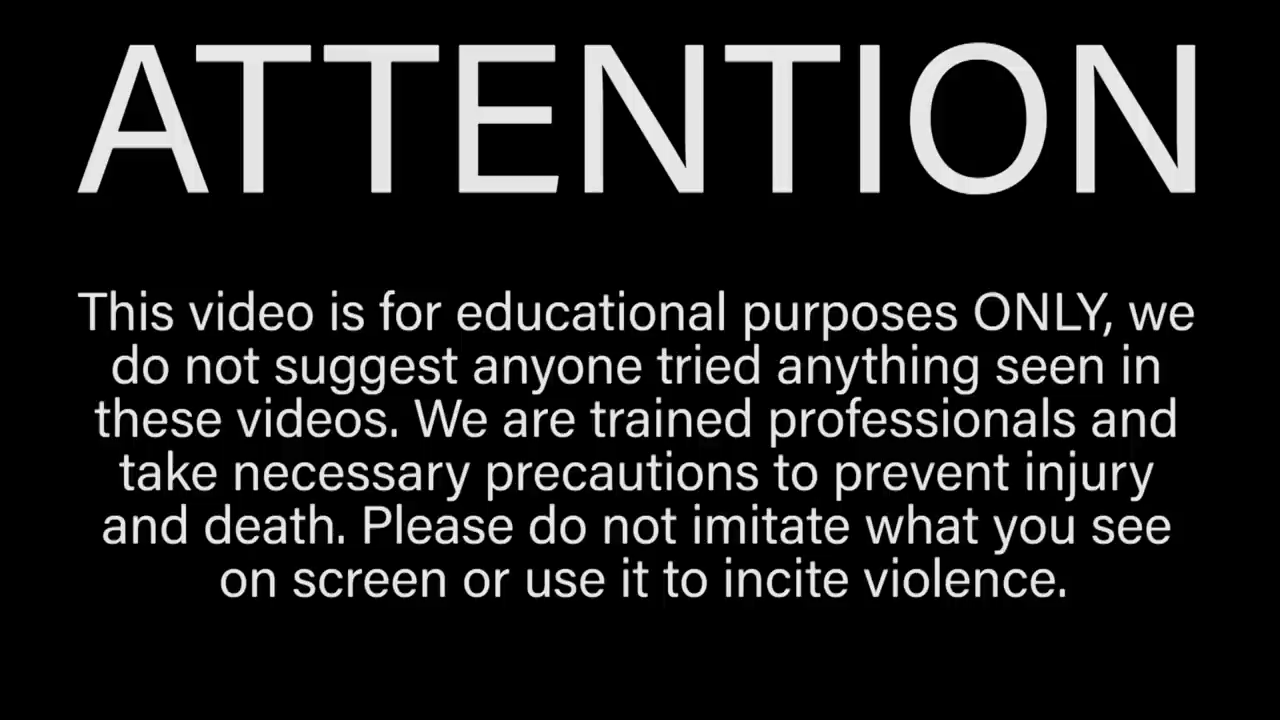 ATTENTION
This video is for educational purposes ONLY, we
do not suggest anyone tried anything seen in
these videos. We are trained professionals and
take necessary precautions to prevent injury
and death. Please do not imitate what you see
on screen or use it to incite violence.